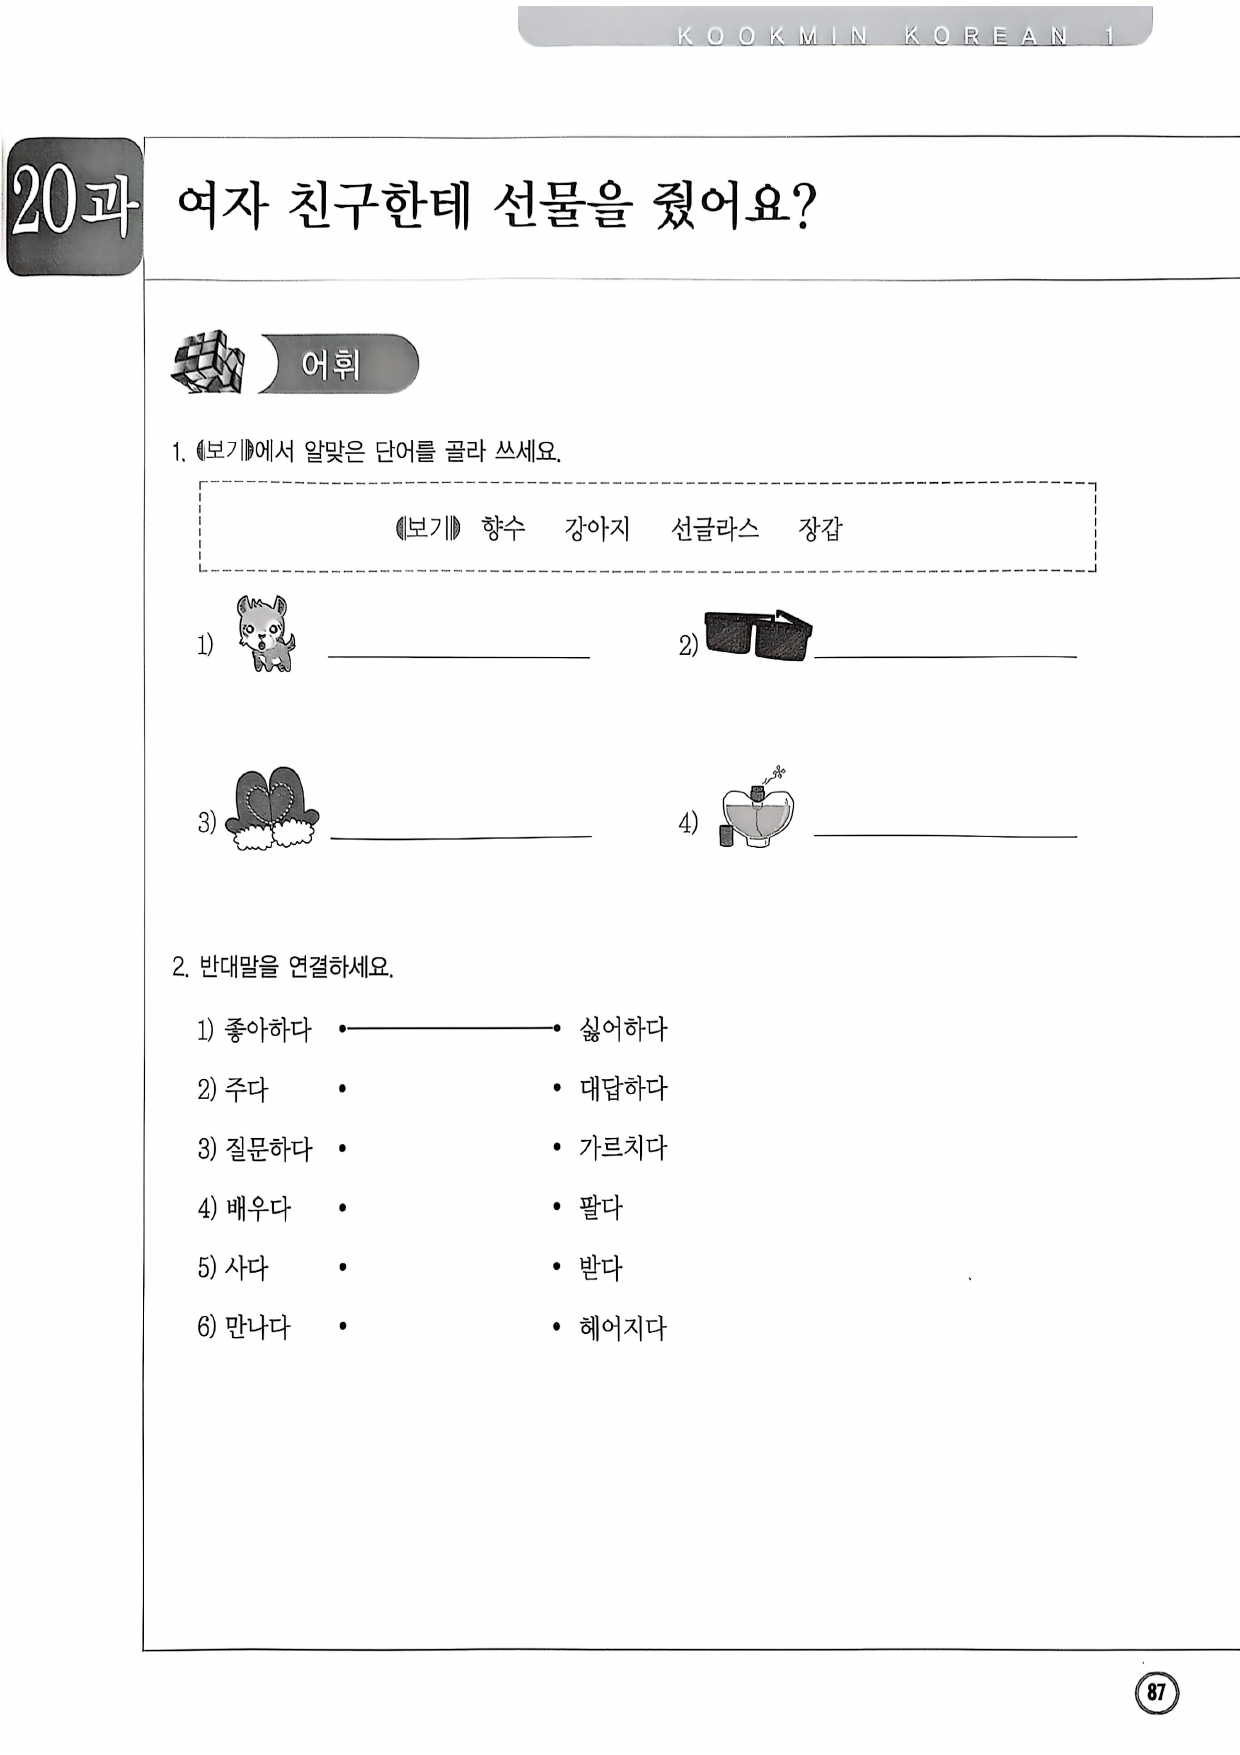 KOOKMIN KOREAN 1
20과 여자 친구한테 선물을 줬어요?
어휘
1. 《보기》에서 알맞은 단어를 골라 쓰세요.
《보기》 향수 강아지 선글라스 장갑
1) 2)
3) 4)
2. 반대말을 연결하세요.
1) 좋아하다 • • 싫어하다
2) 주다 • • 대답하다
3) 질문하다 • • 가르치다
4) 배우다 • • 팔다
5) 사다 • • 받다
6) 만나다 • • 헤어지다
87